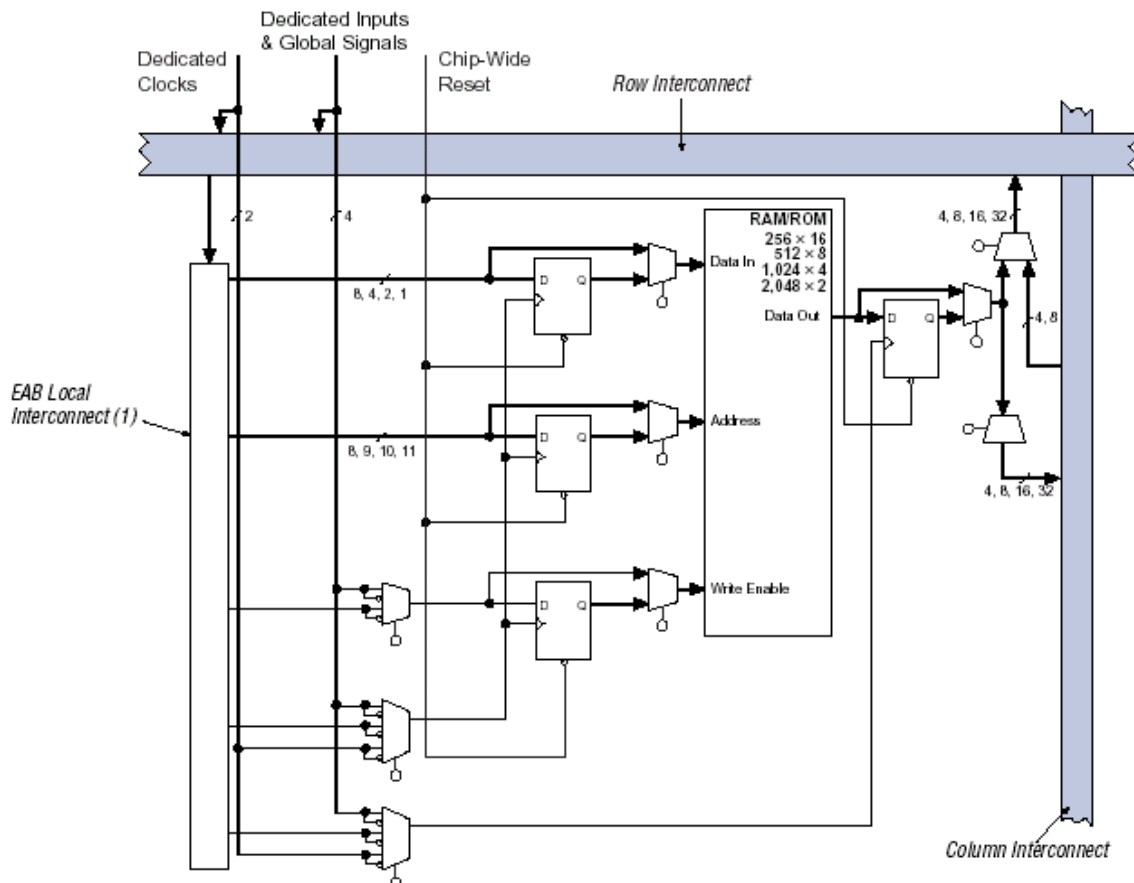 Dedicated Inputs
& Global Signals
Dedicated
Clocks
Chip-Wide
Reset
Row Interconnect
2
4
4, 8, 16, 32
RAM/ROM
256 × 16
512 × 8
1,024 × 4
2,048 × 2
Data In
D
Q
8, 4, 2, 1
Data Out
D
Q
4, 8
EAB Local
Interconnect (1)
Address
D
Q
8, 9, 10, 11
4, 8, 16, 32
Write Enable
D
Q
Column Interconnect